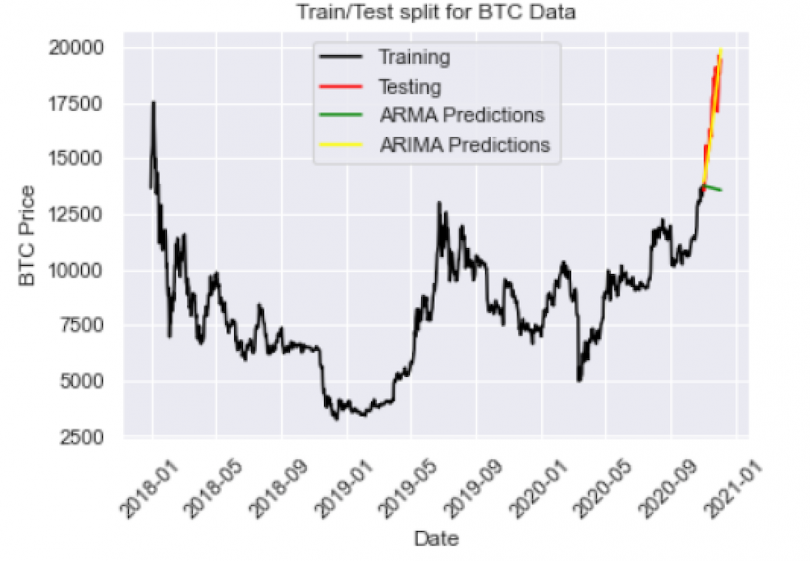 Train/Test split for BTC Data
20000
17500
15000
12500
10000
7500
5000
2500
BTC Price
Training
Testing
ARMA Predictions
ARIMA Predictions
2018-01
2018-05
2018-09
2019-01
2019-05
2019-09
2020-01
2020-05
2020-09
2021-01
Date